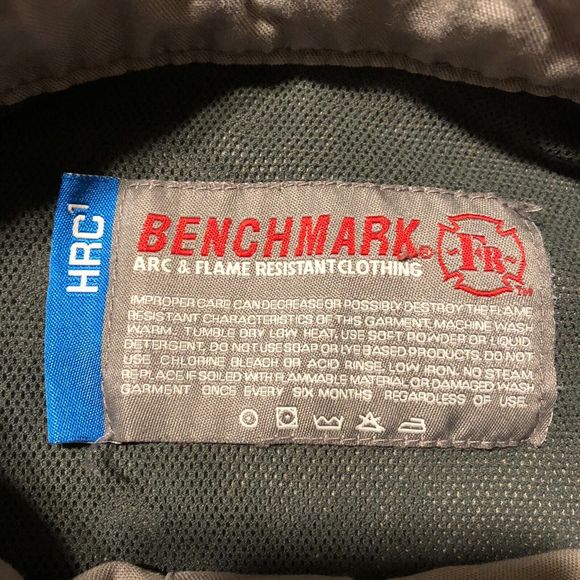 HRC¹
BENCHMARK®
FR
™
ARC & FLAME RESISTANT CLOTHING
IMPROPER CARE CAN DECREASE OR POSSIBLY DESTROY THE FLAME
RESISTANT CHARACTERISTICS OF THIS GARMENT. MACHINE WASH
WARM. TUMBLE DRY LOW HEAT. USE SOFT POWDER OR LIQUID
DETERGENT. DO NOT USE SOAP OR LYE BASED PRODUCTS. DO NOT
USE CHLORINE BLEACH OR ACID RINSE. LOW IRON. NO STEAM.
REPLACE IF SOILED WITH FLAMMABLE MATERIAL OR DAMAGED. WASH
GARMENT ONCE EVERY SIX MONTHS REGARDLESS OF USE.